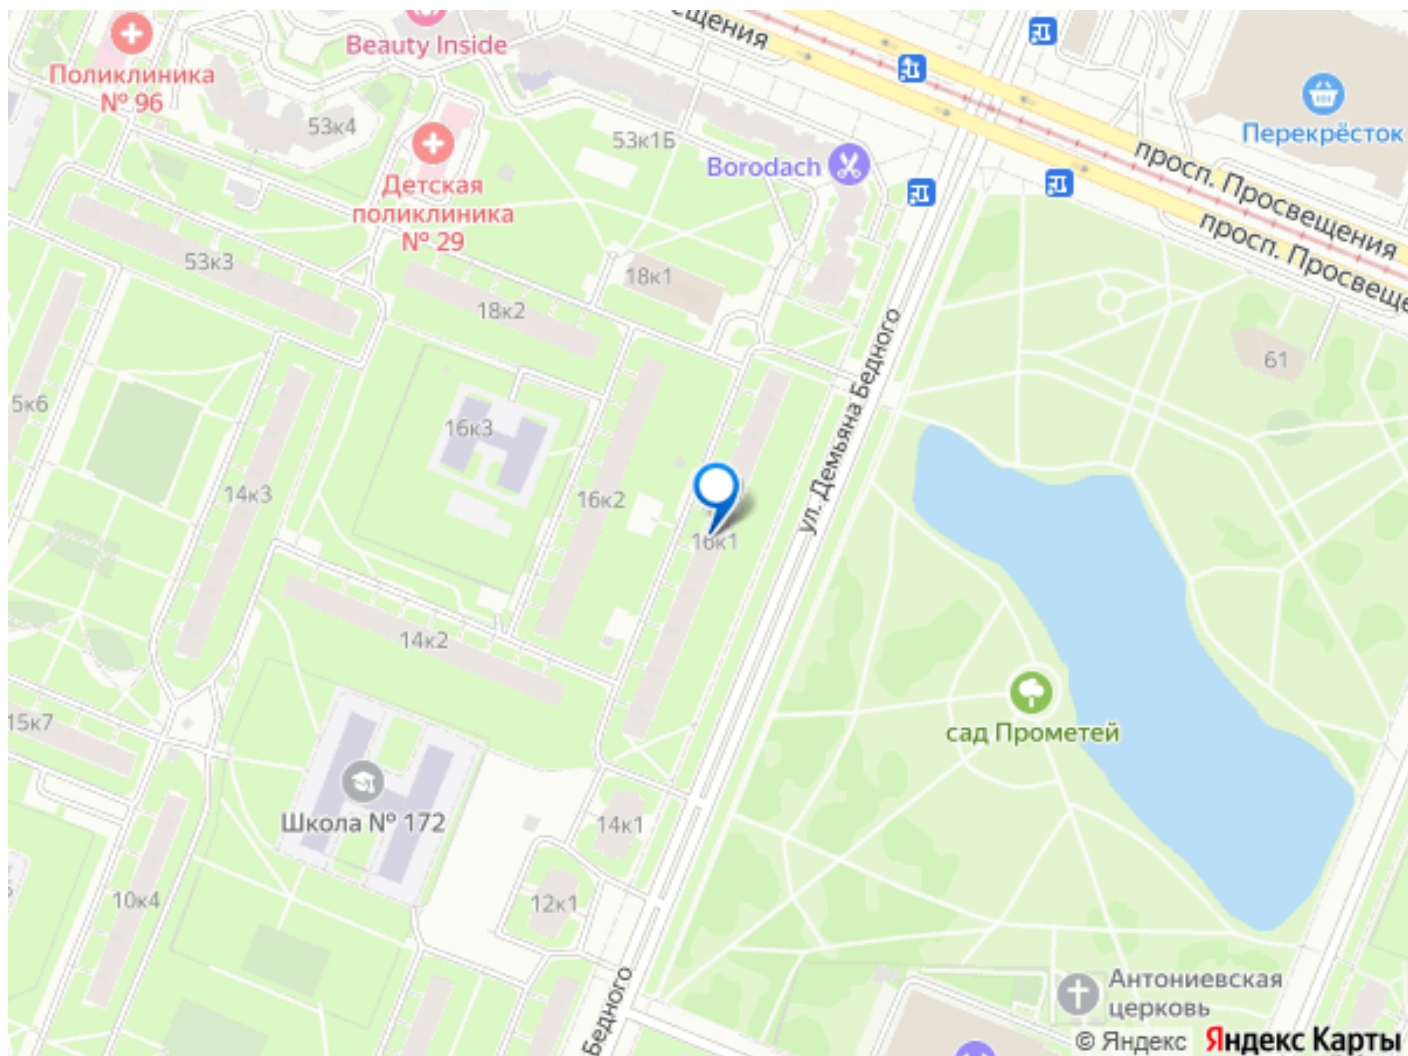 Beauty Inside
Поликлиника
№ 96
53к4
Детская
поликлиника
№ 29
53к1Б
Borodach
щения
Перекрёсток
просп. Просвещения
просп. Просвеще
53к3
18к1
18к2
61
5к6
16к3
14к3
16к2
16к1
ул. Демьяна Бедного
14к2
сад Прометей
15к7
Школа № 172
14к1
10к4
12к1
Бедного
Антониевская
церковь
© Яндекс Яндекс Карты